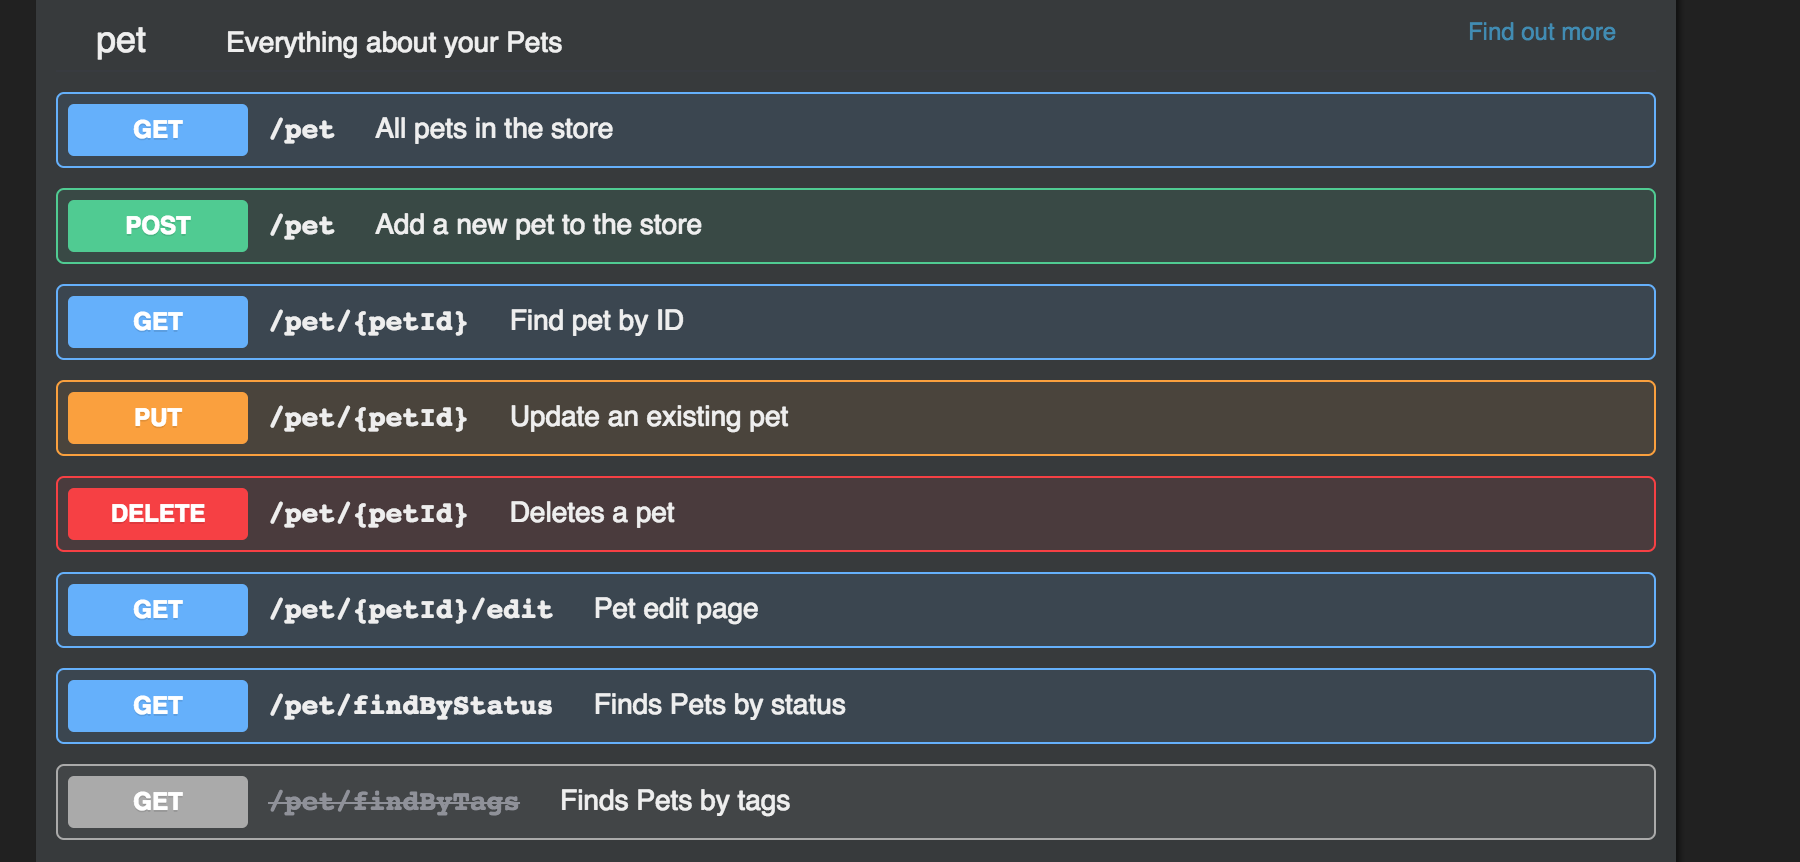 pet Everything about your Pets Find out more
GET /pet All pets in the store
POST /pet Add a new pet to the store
GET /pet/{petId} Find pet by ID
PUT /pet/{petId} Update an existing pet
DELETE /pet/{petId} Deletes a pet
GET /pet/{petId}/edit Pet edit page
GET /pet/findByStatus Finds Pets by status
GET /pet/findByTags Finds Pets by tags